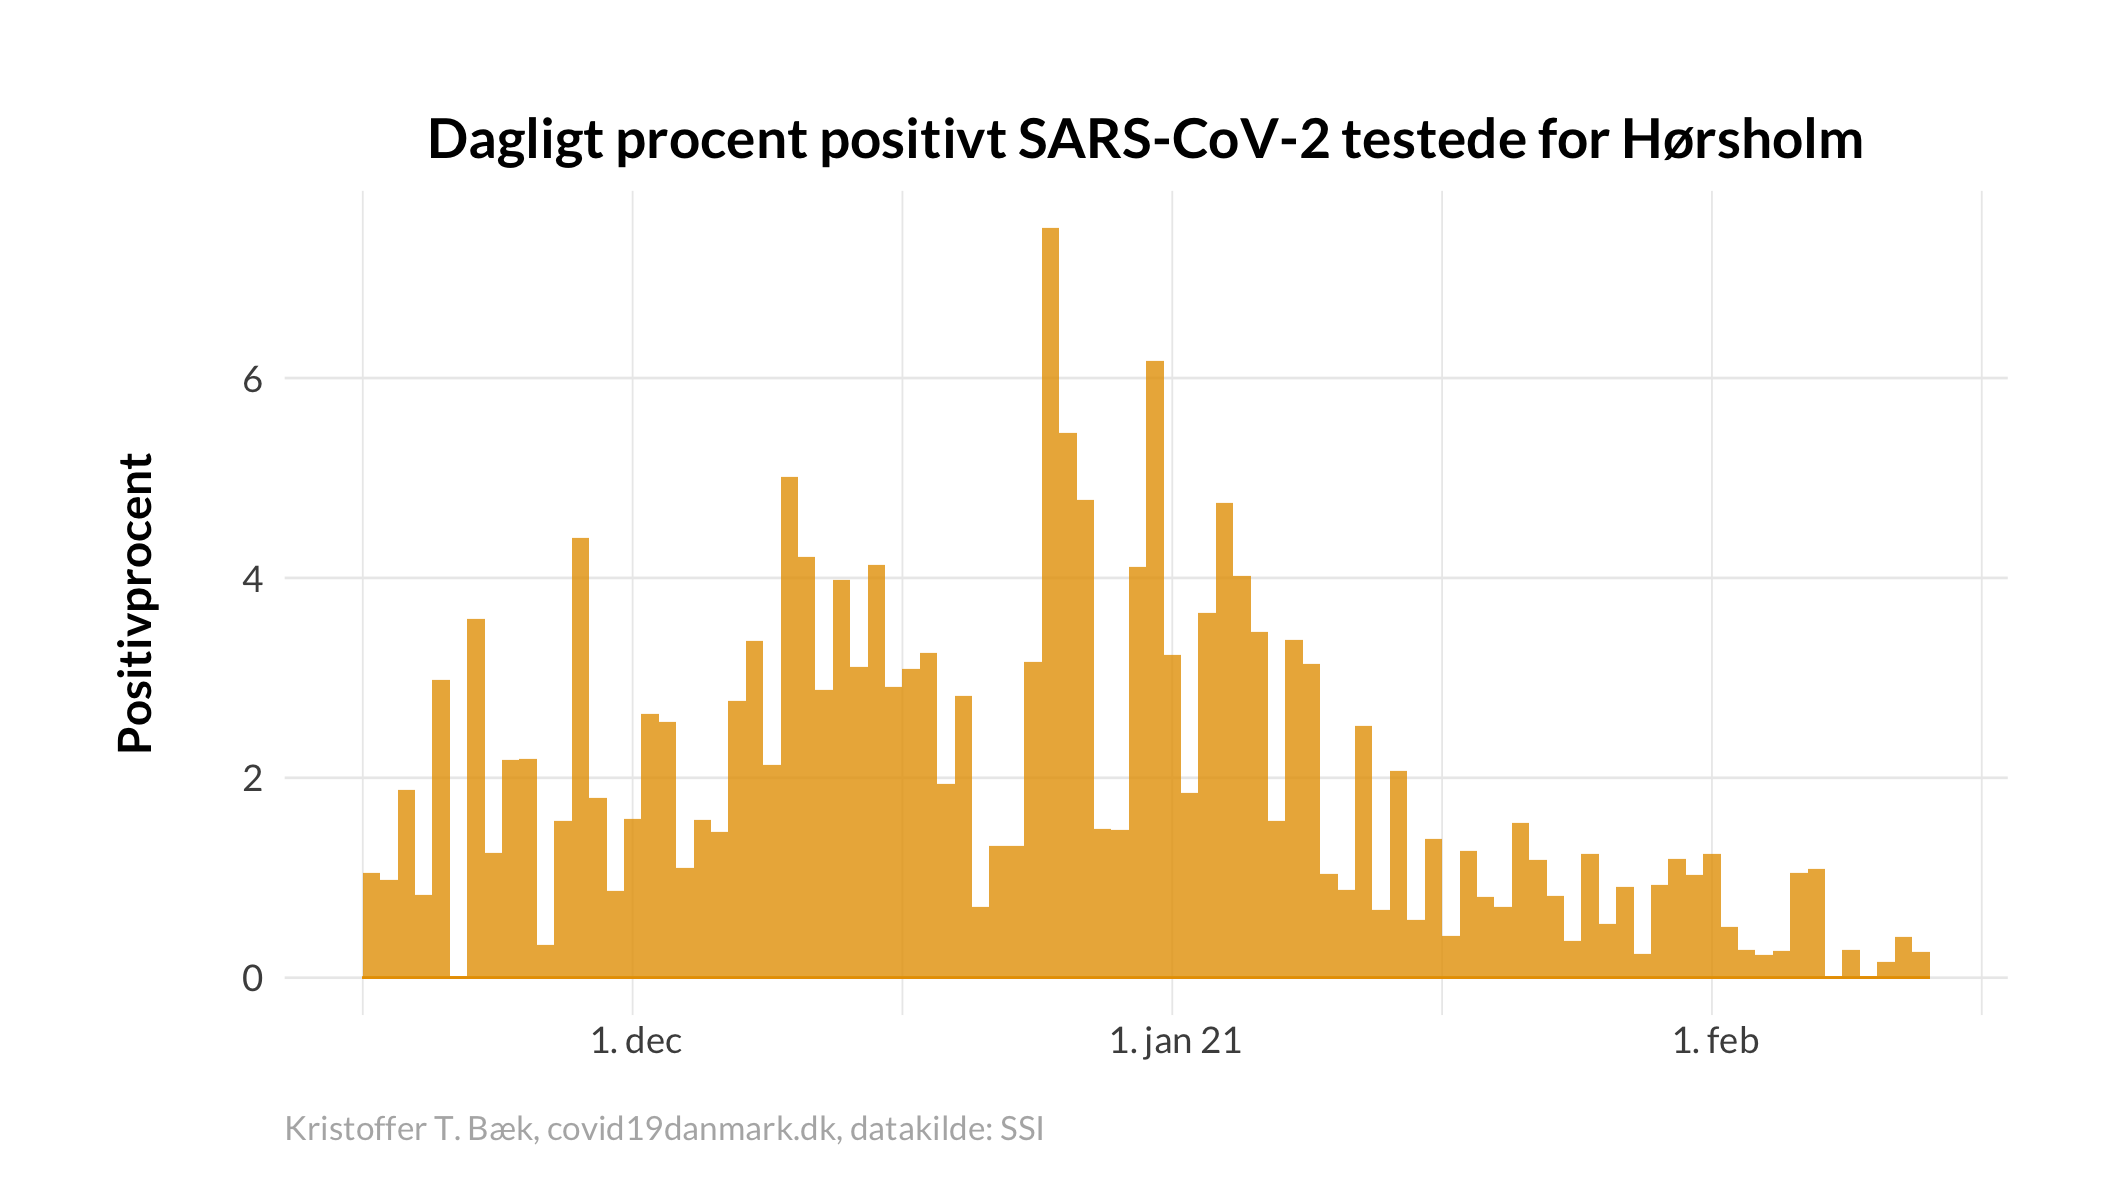 Dagligt procent positivt SARS-CoV-2 testede for Hørsholm
Positivprocent
6
4
2
0
1. dec
1. jan 21
1. feb
Kristoffer T. Bæk, covid19danmark.dk, datakilde: SSI